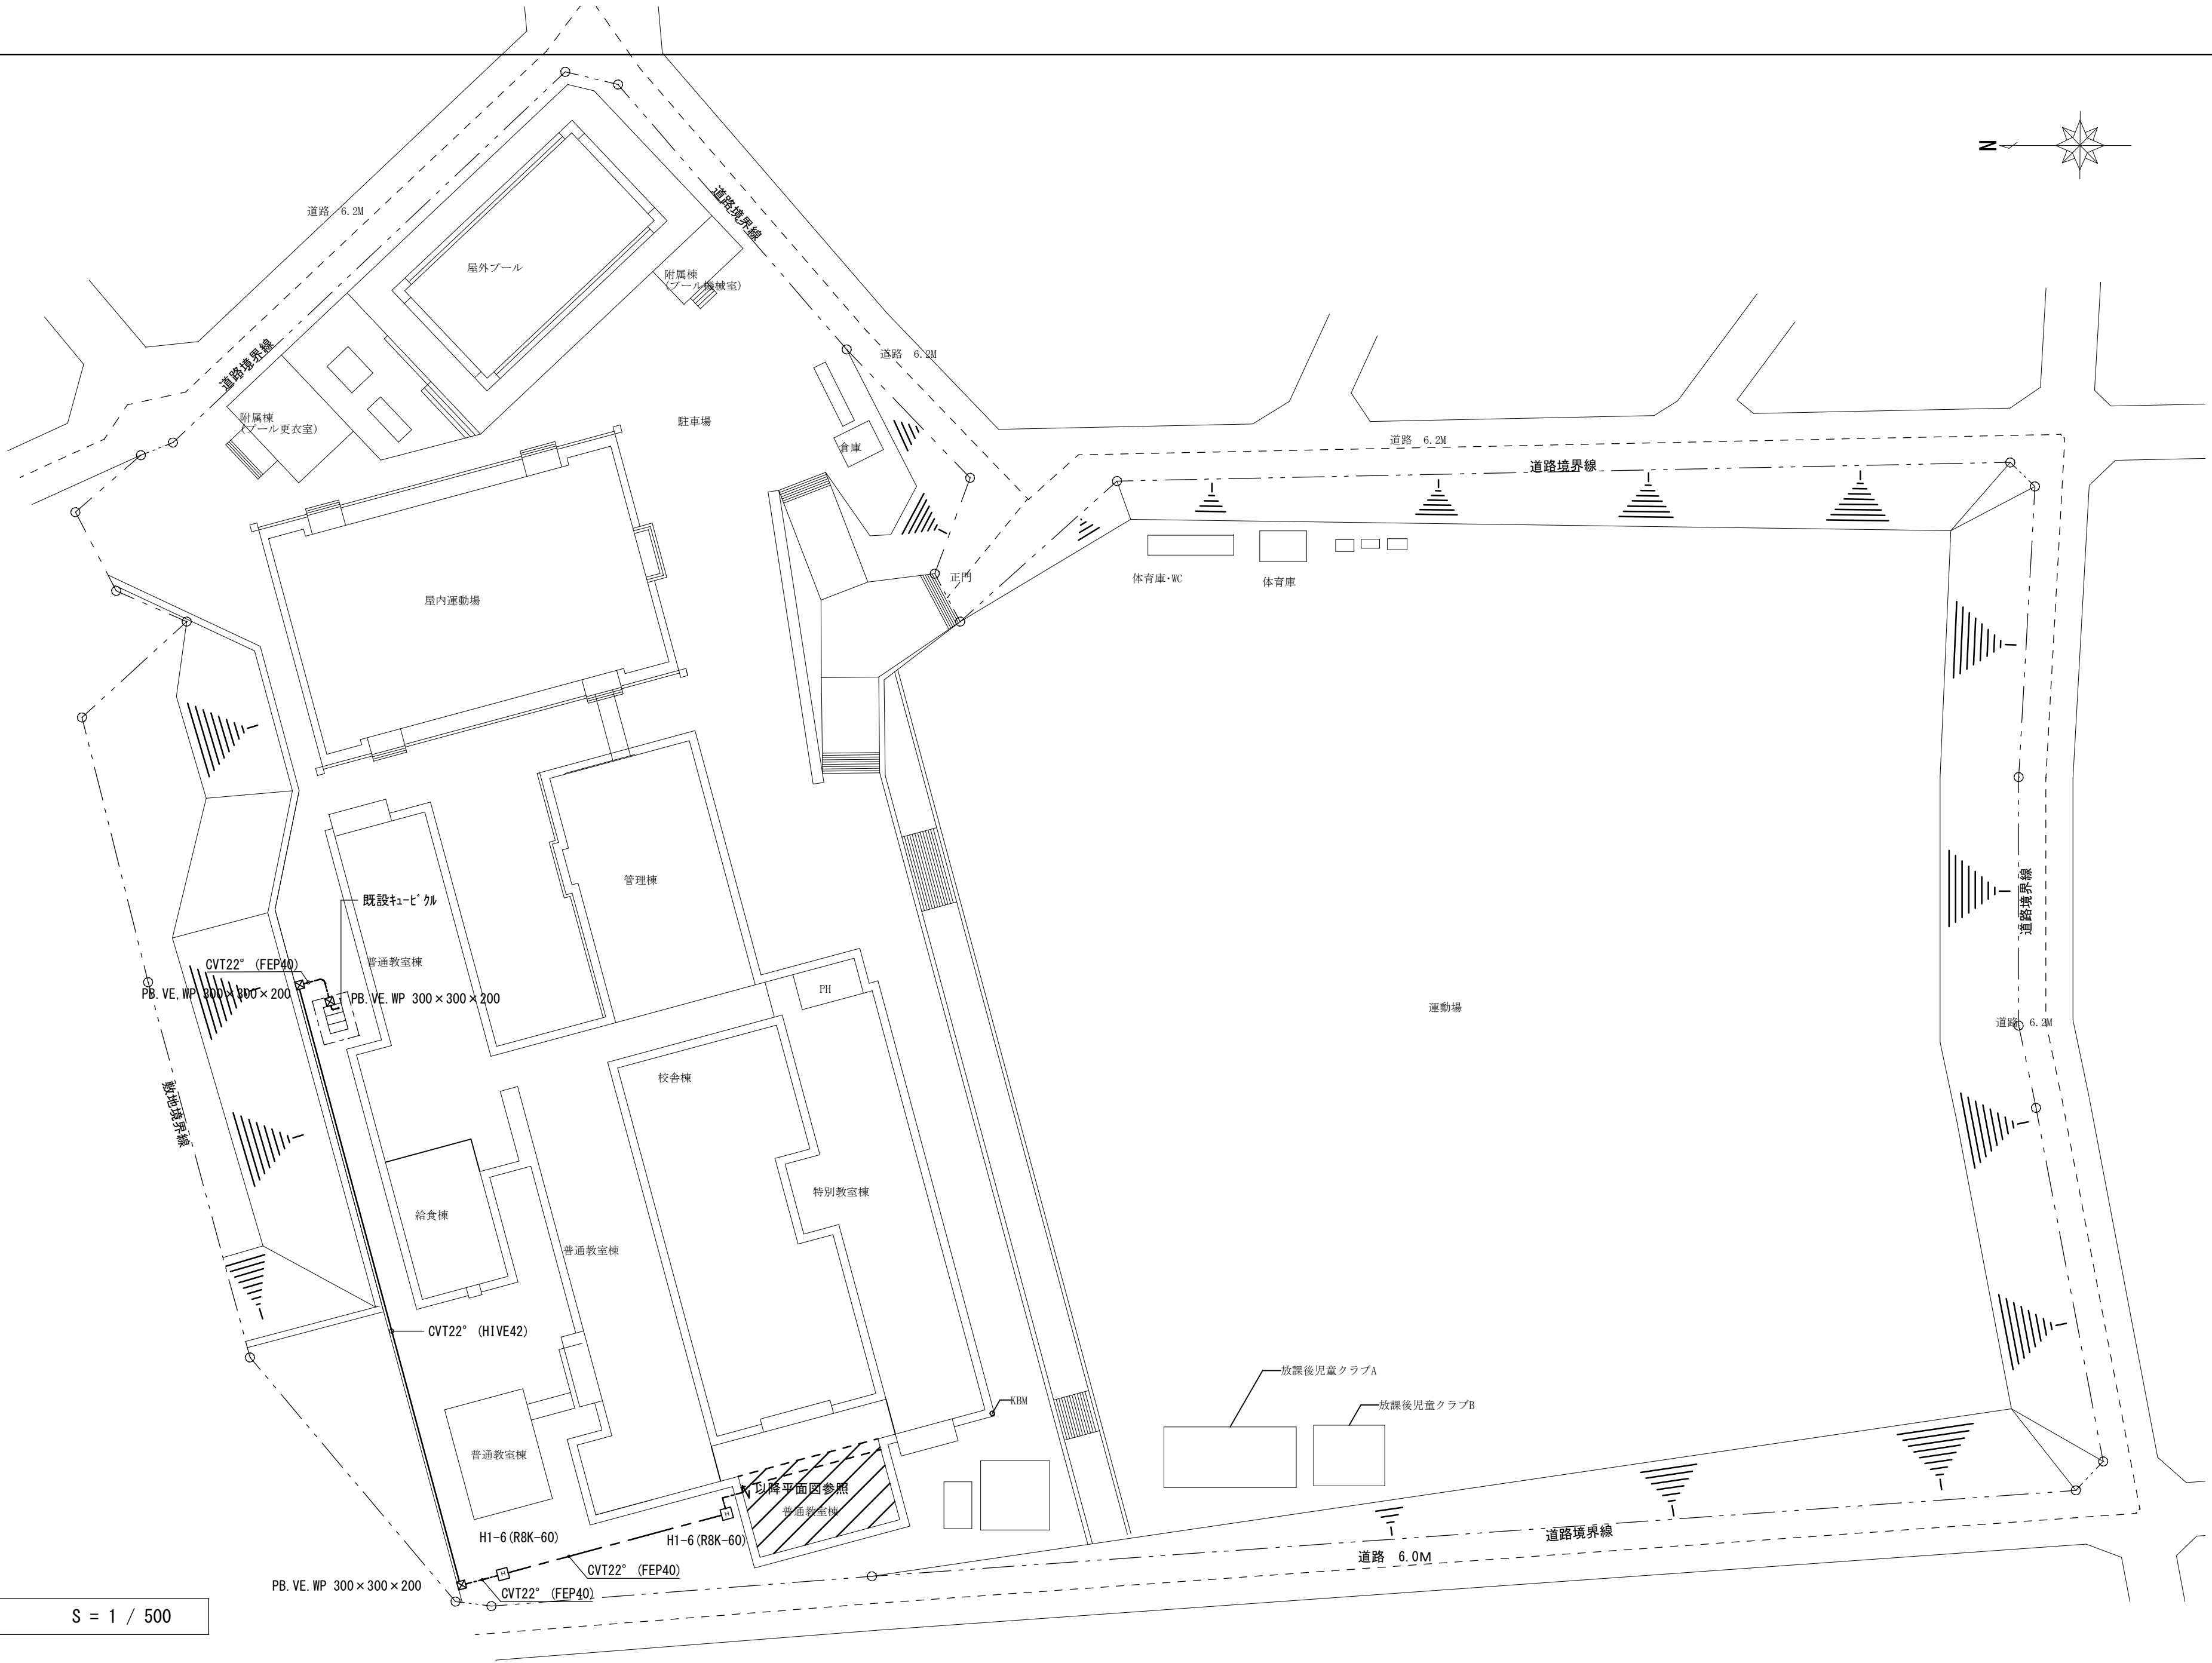 N
道路 6.2M
道路境界線
屋外プール
附属棟
(プール機械室)
道路境界線
道路 6.2M
附属棟
(プール更衣室)
駐車場
倉庫
道路 6.2M
道路境界線
正門
体育庫・WC
体育庫
屋内運動場
管理棟
既設ｷｭｰﾋﾞｸﾙ
道路境界線
CVT22° (FEP40)
普通教室棟
PB.VE,WP 300×300×200
PB.VE.WP 300×300×200
PH
運動場
道路 6.2M
校舎棟
敷地境界線
特別教室棟
給食棟
普通教室棟
CVT22° (HIVE42)
放課後児童クラブA
KBM
放課後児童クラブB
普通教室棟
以降平面図参照
普通教室棟
H1-6(R8K-60)
H1-6(R8K-60)
H
H
道路境界線
道路 6.0M
CVT22° (FEP40)
PB.VE.WP 300×300×200
CVT22° (FEP40)
S = 1 / 500